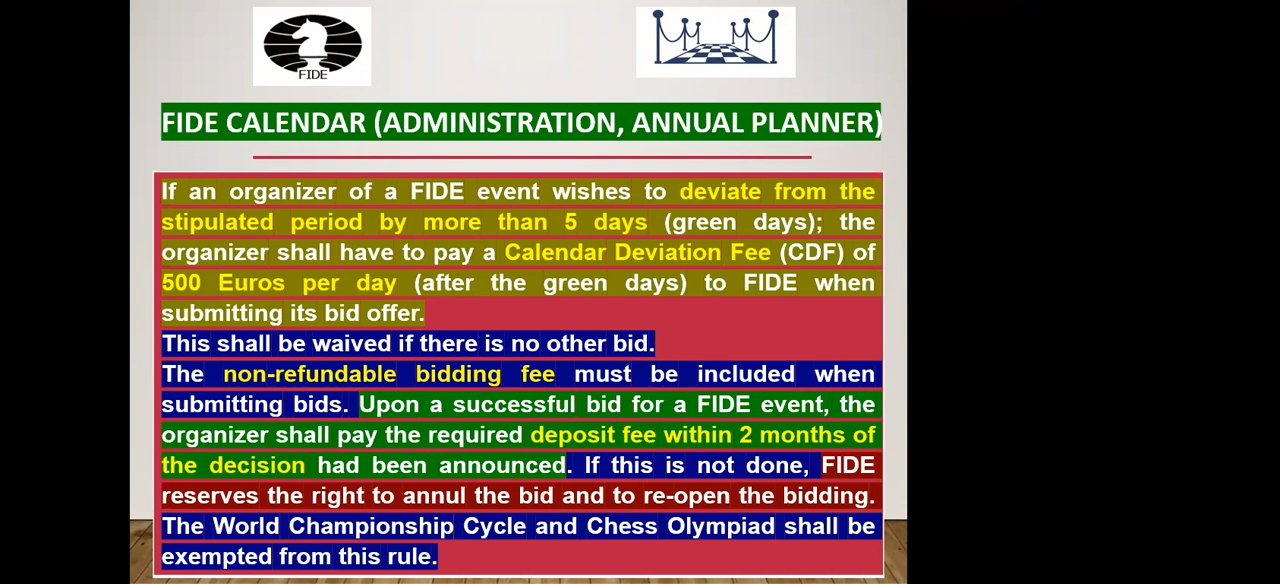 FIDE
FIDE CALENDAR (ADMINISTRATION, ANNUAL PLANNER)
If an organizer of a FIDE event wishes to deviate from the
stipulated period by more than 5 days (green days); the
organizer shall have to pay a Calendar Deviation Fee (CDF) of
500 Euros per day (after the green days) to FIDE when
submitting its bid offer.
This shall be waived if there is no other bid.
The non-refundable bidding fee must be included when
submitting bids. Upon a successful bid for a FIDE event, the
organizer shall pay the required deposit fee within 2 months of
the decision had been announced. If this is not done, FIDE
reserves the right to annul the bid and to re-open the bidding.
The World Championship Cycle and Chess Olympiad shall be
exempted from this rule.